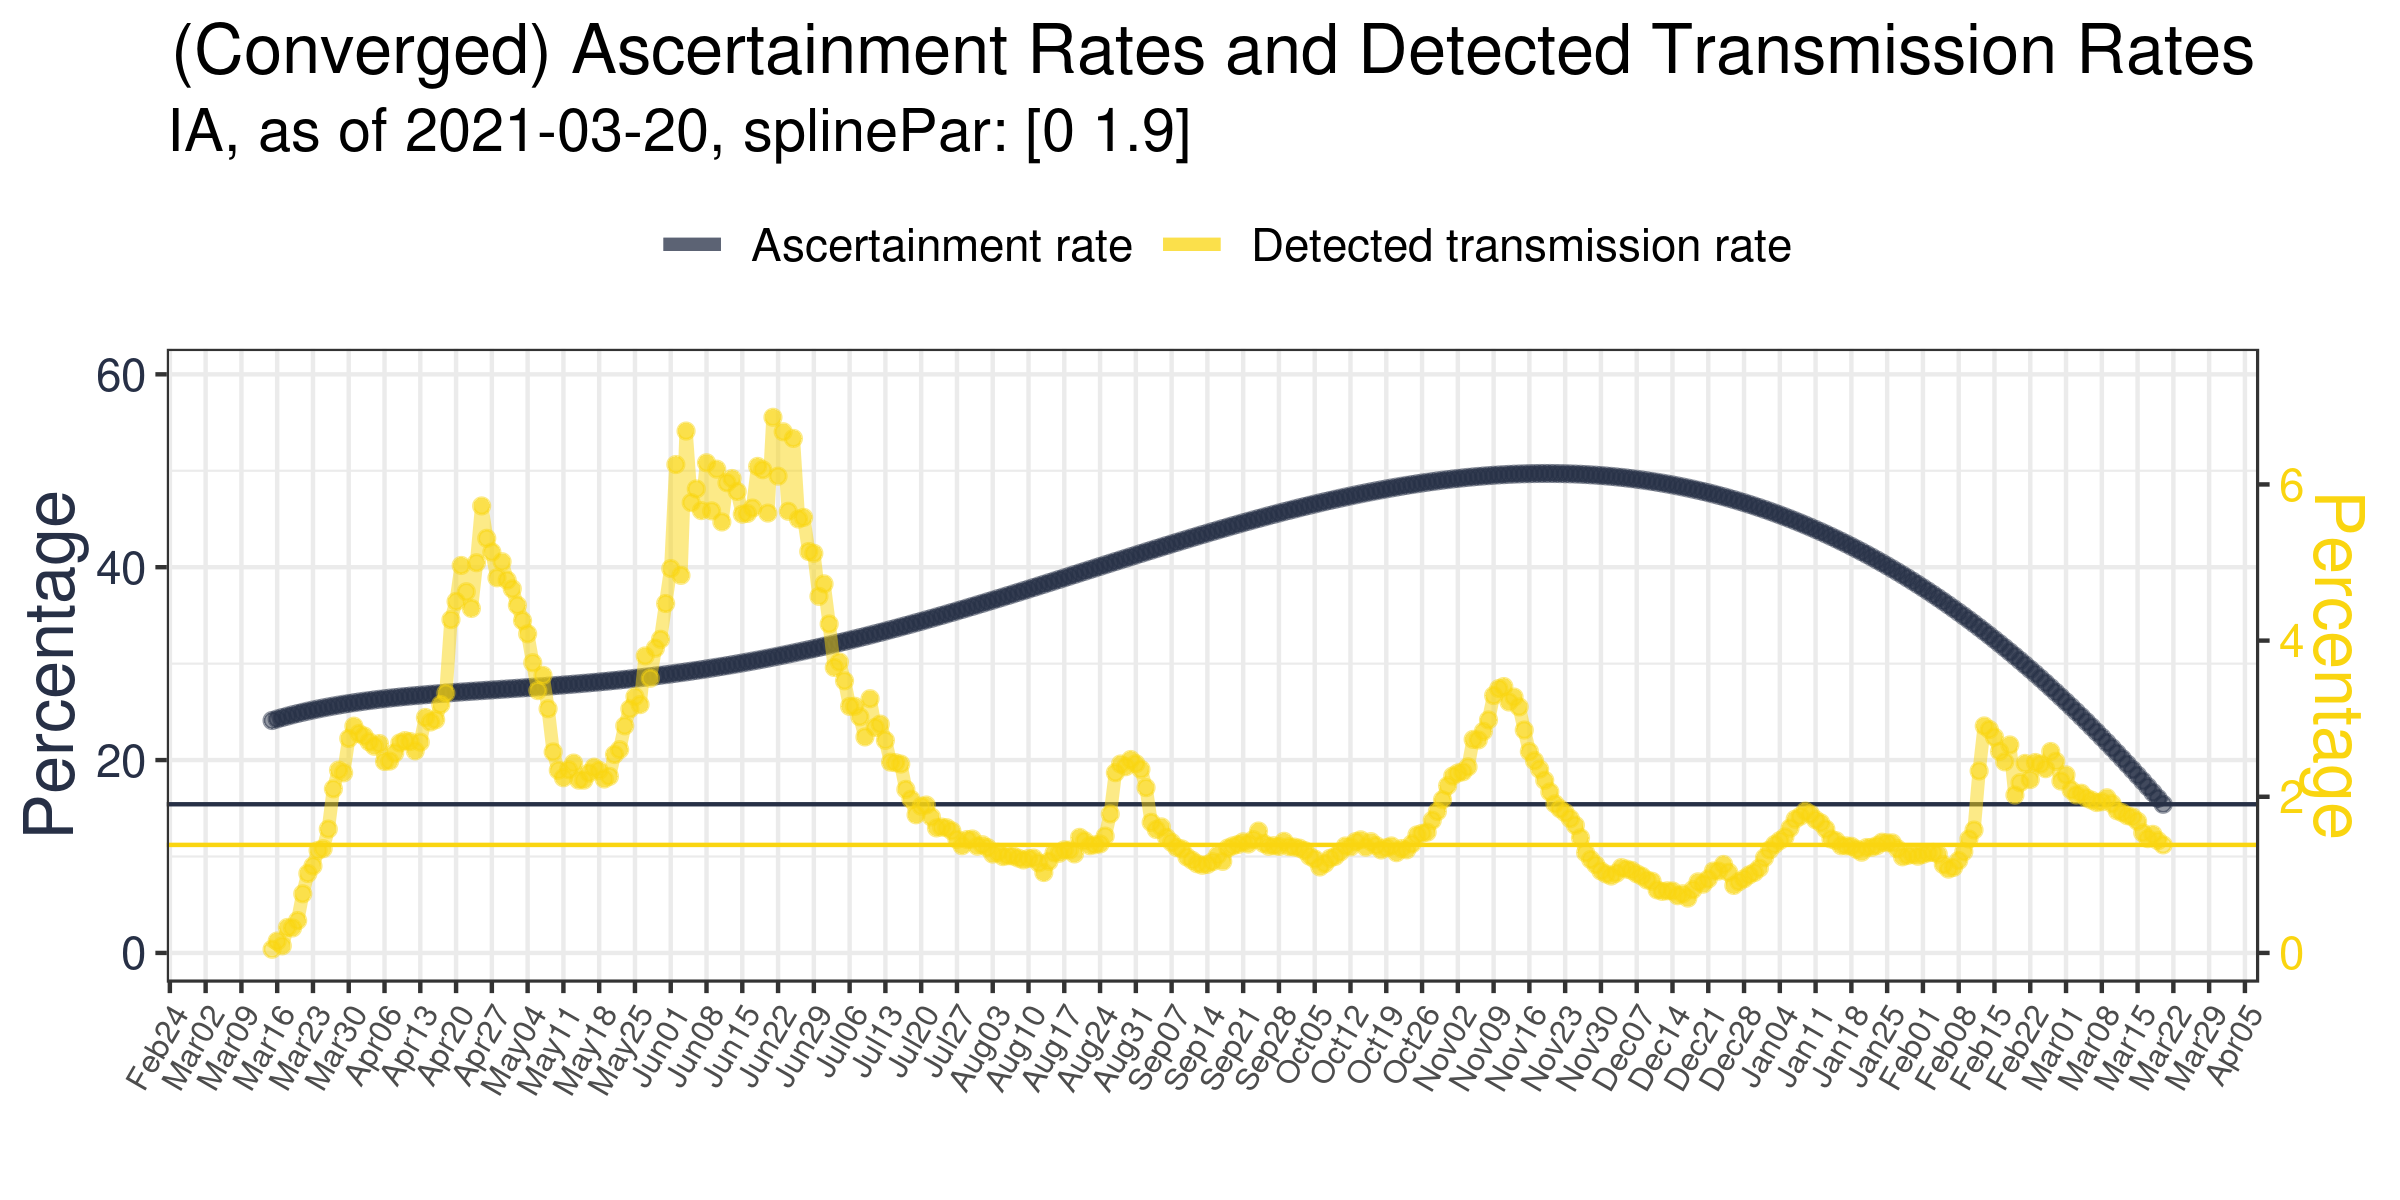 (Converged) Ascertainment Rates and Detected Transmission Rates
IA, as of 2021-03-20, splinePar: [0 1.9]
Ascertainment rate Detected transmission rate
Percentage
60
40
20
0
6
4
2
0
Percentage
Feb24 Mar02 Mar09 Mar16 Mar23 Mar30 Apr06 Apr13 Apr20 Apr27 May04 May11 May18 May25 Jun01 Jun08 Jun15 Jun22 Jun29 Jul06 Jul13 Jul20 Jul27 Aug03 Aug10 Aug17 Aug24 Aug31 Sep07 Sep14 Sep21 Sep28 Oct05 Oct12 Oct19 Oct26 Nov02 Nov09 Nov16 Nov23 Nov30 Dec07 Dec14 Dec21 Dec28 Jan04 Jan11 Jan18 Jan25 Feb01 Feb08 Feb15 Feb22 Mar01 Mar08 Mar15 Mar22 Mar29 Apr05